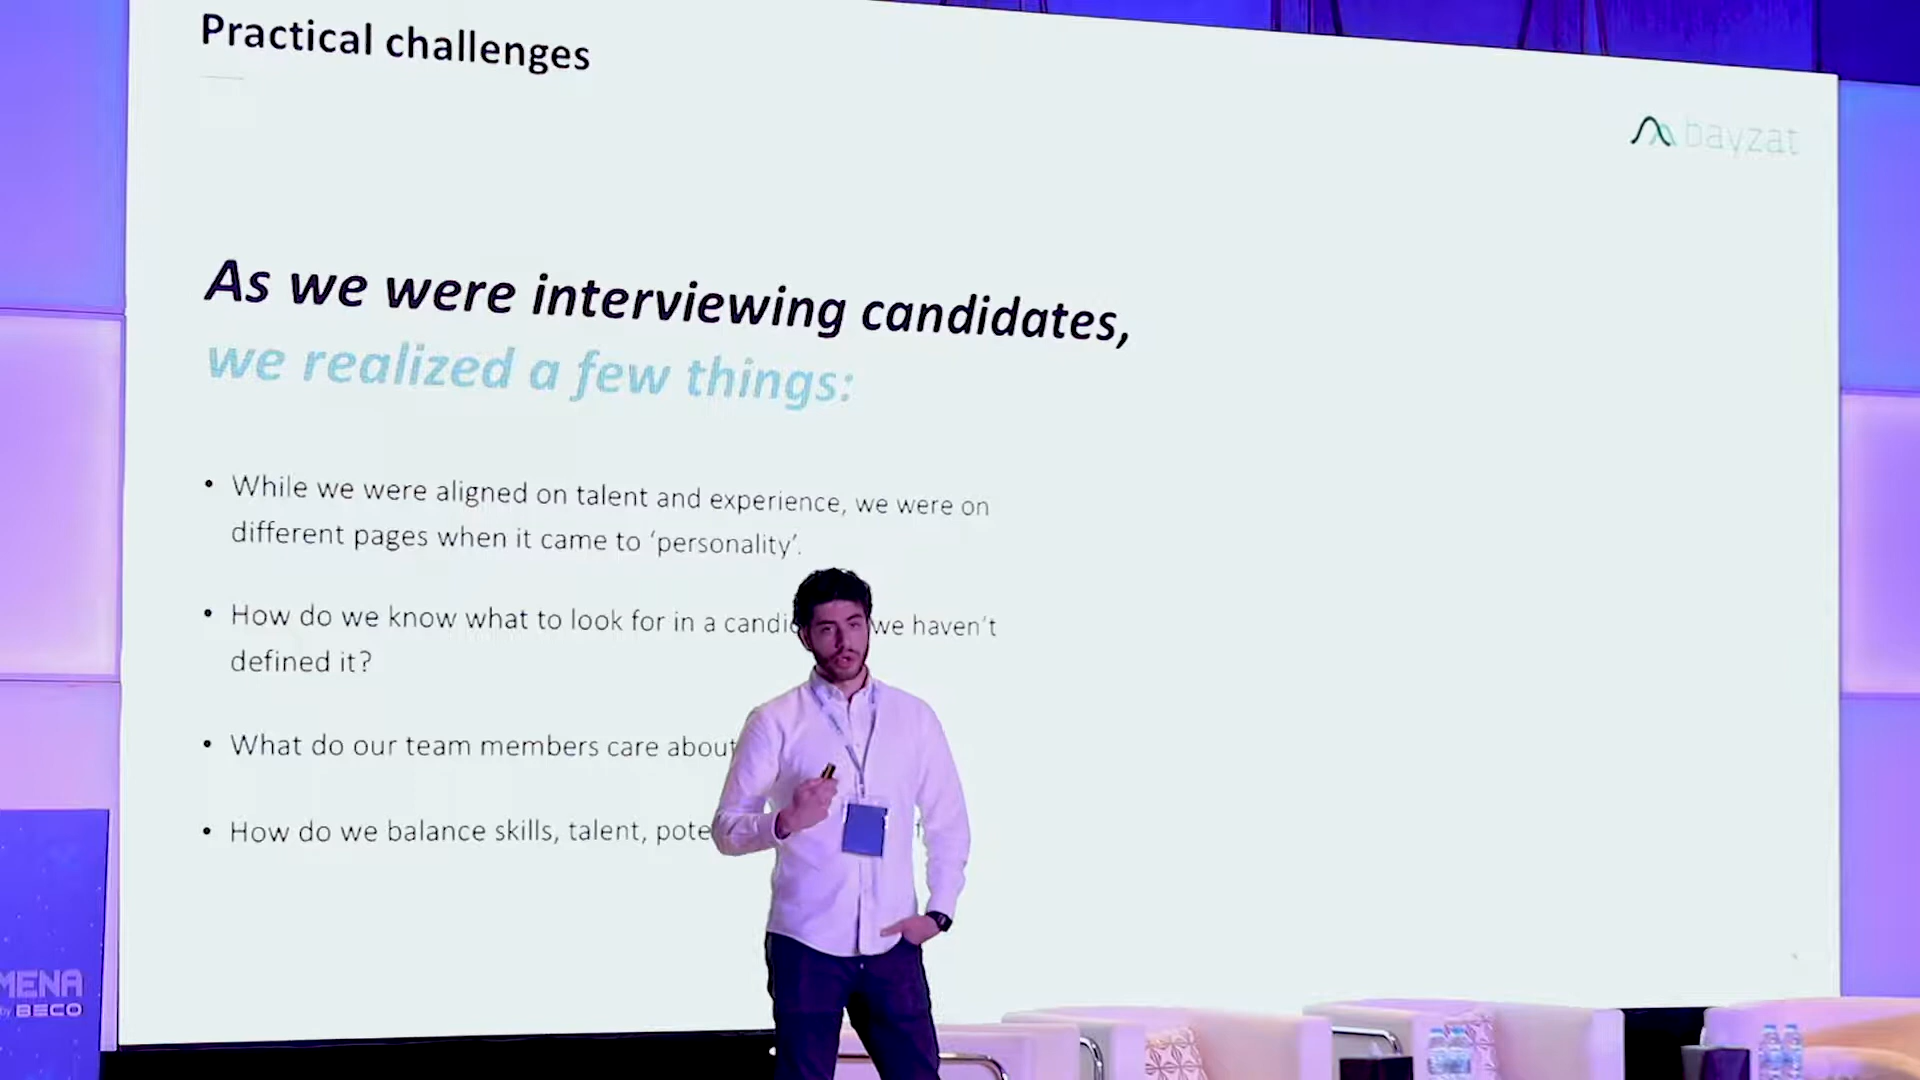 Practical challenges
bayzat
As we were interviewing candidates,
we realized a few things:
• While we were aligned on talent and experience, we were on
different pages when it came to ‘personality’.
• How do we know what to look for in a we haven’t
defined it?
• What do our team members care about
• How do we balance skills, talent,
MENA
by BECO